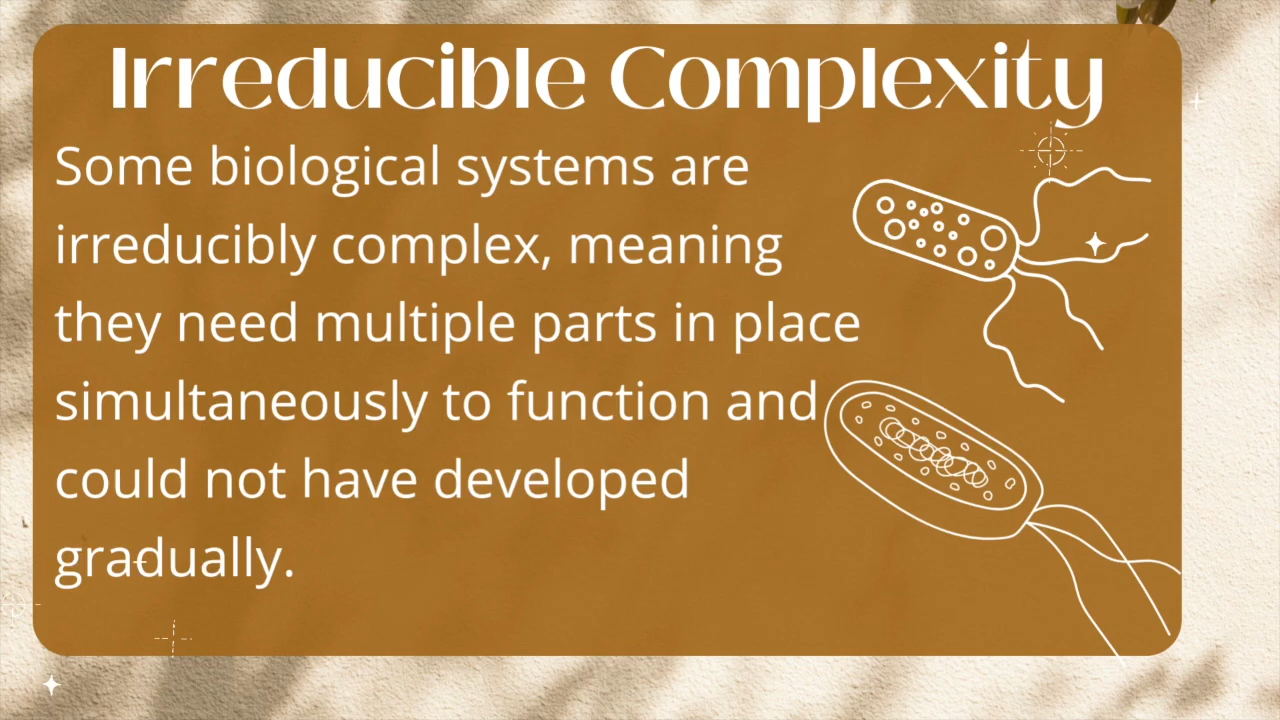 Irreducible Complexity
Some biological systems are
irreducibly complex, meaning
they need multiple parts in place
simultaneously to function and
could not have developed
gradually.